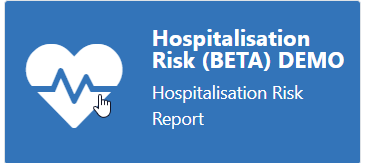 Hospitalisation
Risk (BETA) DEMO
Hospitalisation Risk
Report